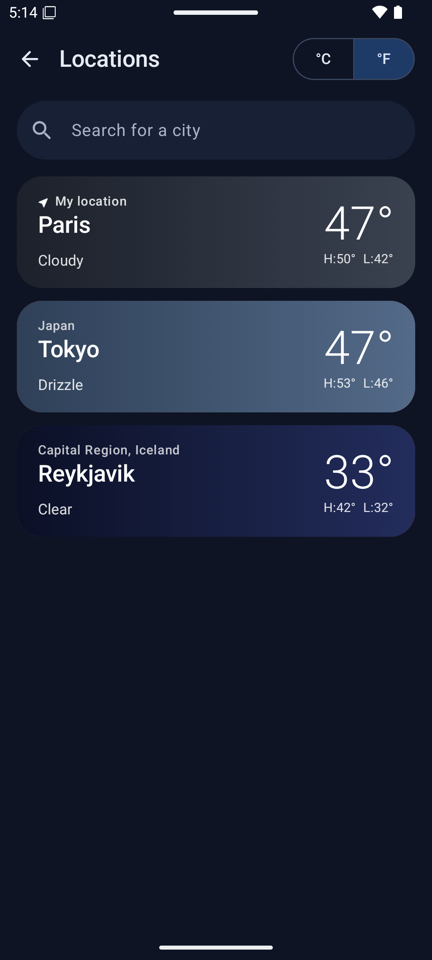 5:14
Locations
°C
°F
Search for a city
My location
Paris
47°
Cloudy
H:50° L:42°
Japan
Tokyo
47°
Drizzle
H:53° L:46°
Capital Region, Iceland
Reykjavik
33°
Clear
H:42° L:32°